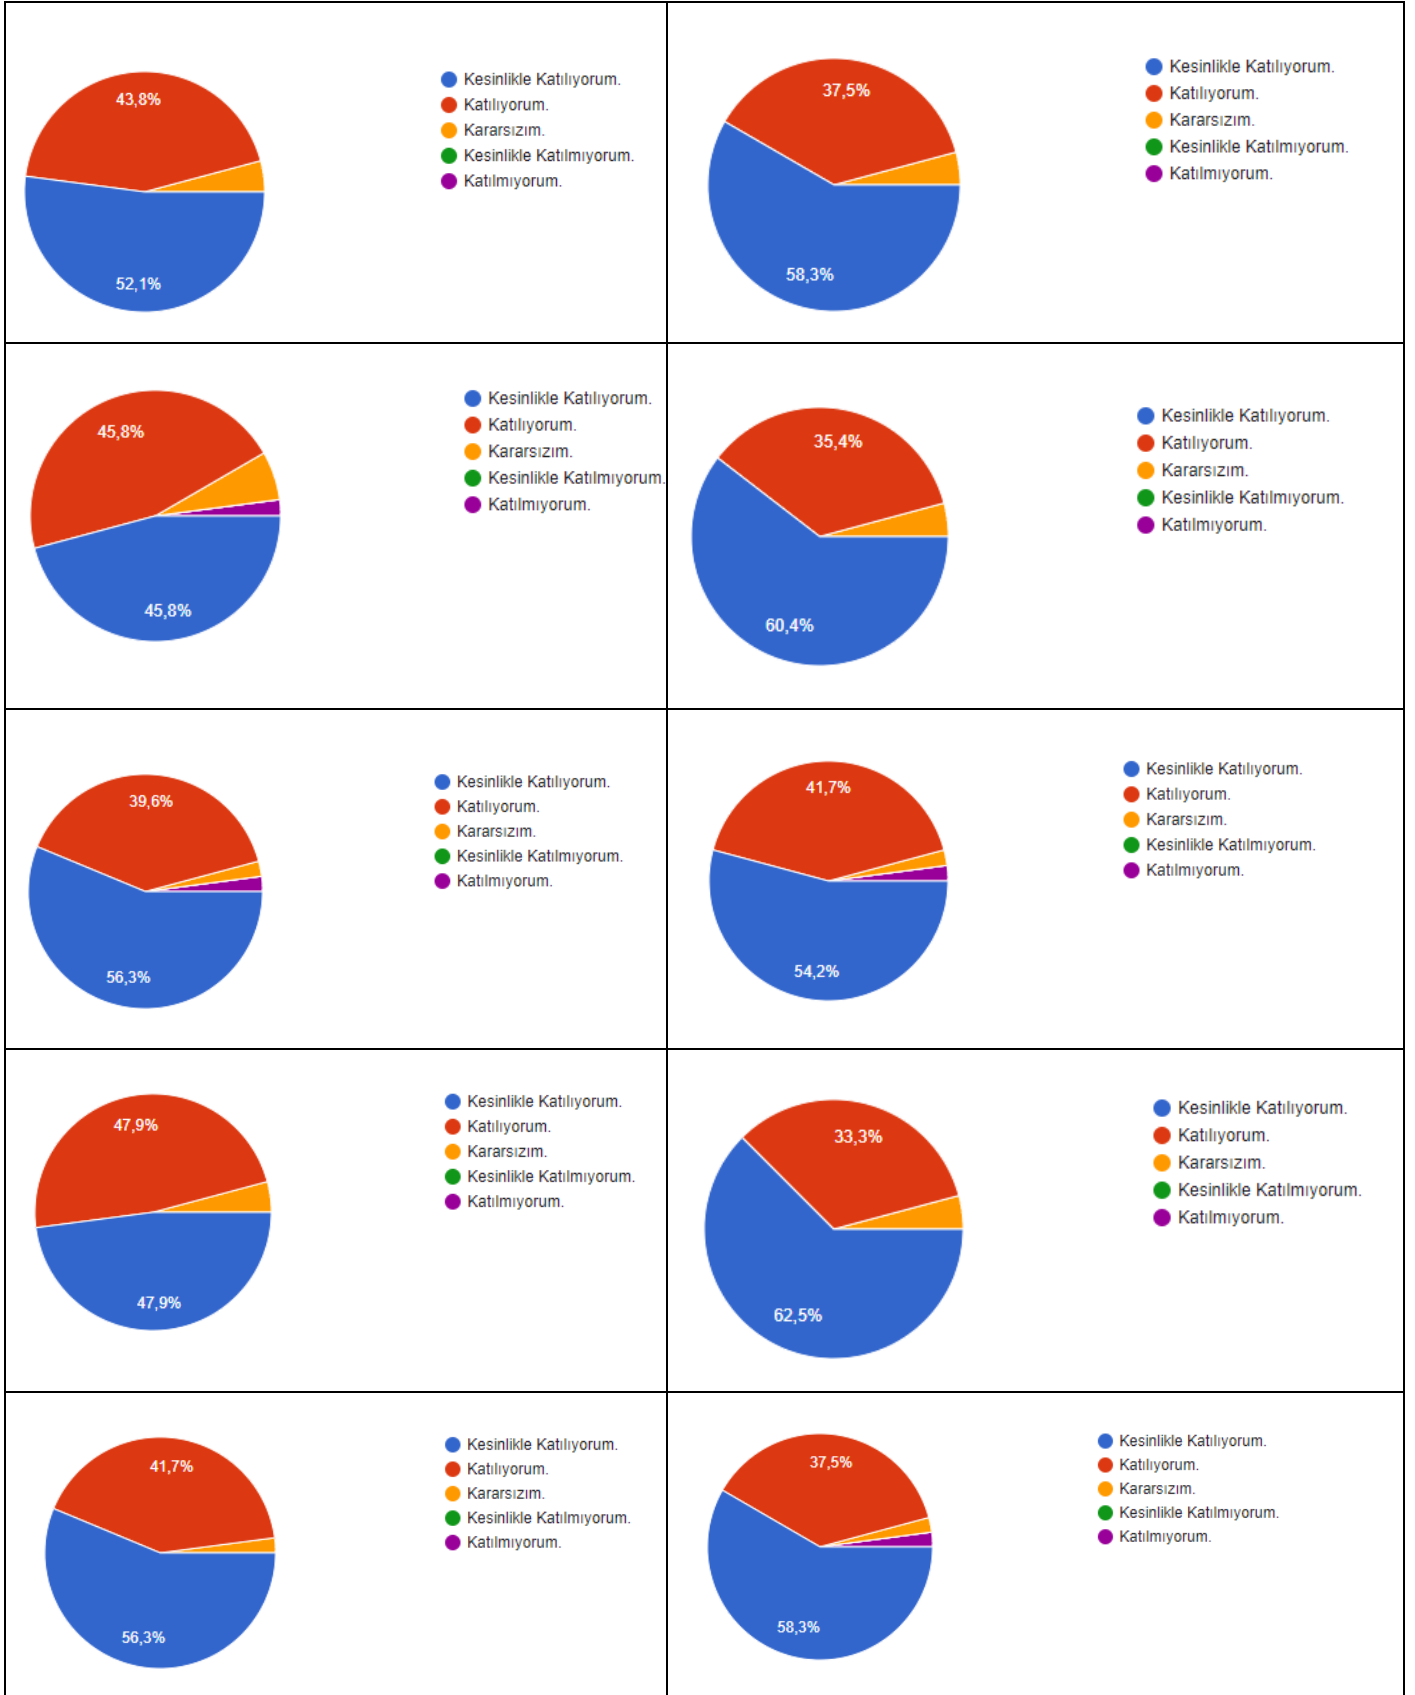 43,8%
52,1%
Kesinlikle Katılıyorum.
Katılıyorum.
Kararsızım.
Kesinlikle Katılmıyorum.
Katılmıyorum.
37,5%
58,3%
Kesinlikle Katılıyorum.
Katılıyorum.
Kararsızım.
Kesinlikle Katılmıyorum.
Katılmıyorum.
45,8%
45,8%
Kesinlikle Katılıyorum.
Katılıyorum.
Kararsızım.
Kesinlikle Katılmıyorum.
Katılmıyorum.
35,4%
60,4%
Kesinlikle Katılıyorum.
Katılıyorum.
Kararsızım.
Kesinlikle Katılmıyorum.
Katılmıyorum.
39,6%
56,3%
Kesinlikle Katılıyorum.
Katılıyorum.
Kararsızım.
Kesinlikle Katılmıyorum.
Katılmıyorum.
41,7%
54,2%
Kesinlikle Katılıyorum.
Katılıyorum.
Kararsızım.
Kesinlikle Katılmıyorum.
Katılmıyorum.
47,9%
47,9%
Kesinlikle Katılıyorum.
Katılıyorum.
Kararsızım.
Kesinlikle Katılmıyorum.
Katılmıyorum.
33,3%
62,5%
Kesinlikle Katılıyorum.
Katılıyorum.
Kararsızım.
Kesinlikle Katılmıyorum.
Katılmıyorum.
41,7%
56,3%
Kesinlikle Katılıyorum.
Katılıyorum.
Kararsızım.
Kesinlikle Katılmıyorum.
Katılmıyorum.
37,5%
58,3%
Kesinlikle Katılıyorum.
Katılıyorum.
Kararsızım.
Kesinlikle Katılmıyorum.
Katılmıyorum.